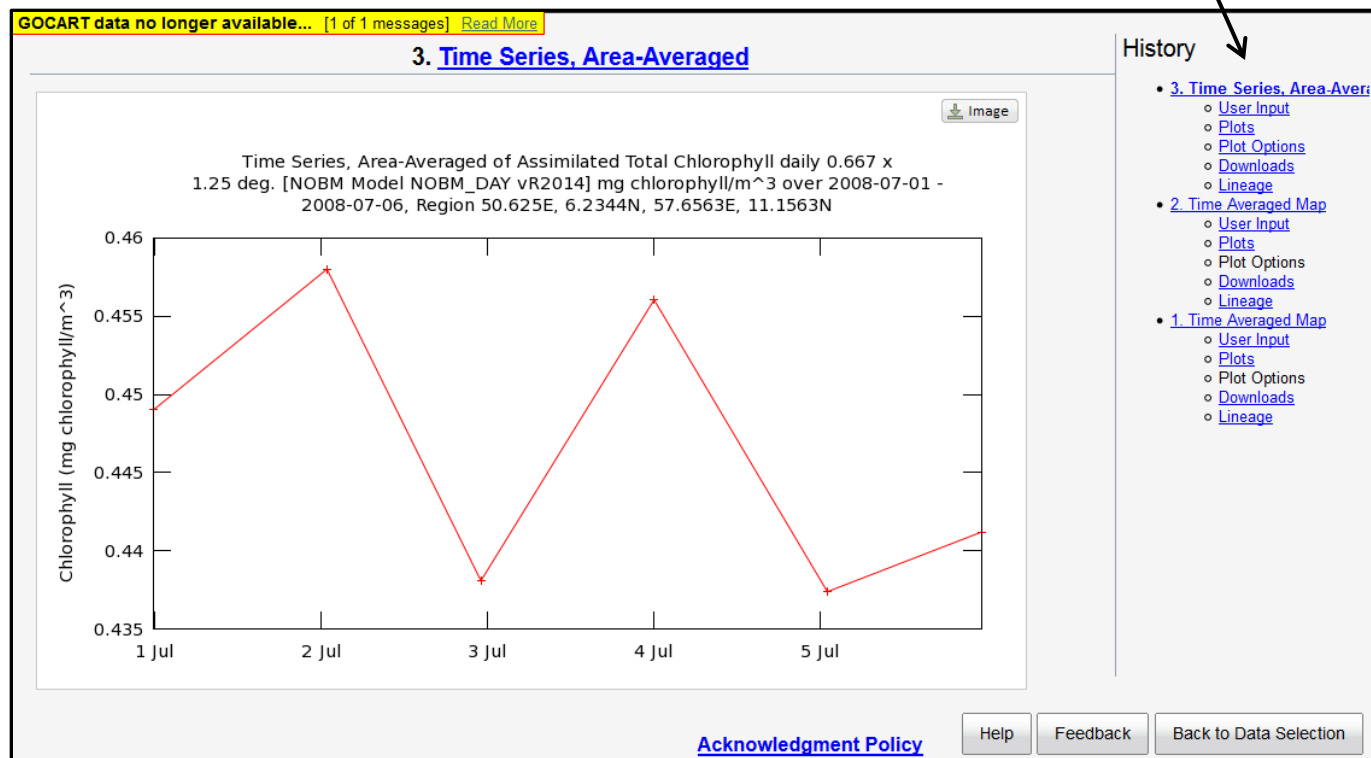 GOCART data no longer available... [1 of 1 messages] Read More
3. Time Series, Area-Averaged
Image
Time Series, Area-Averaged of Assimilated Total Chlorophyll daily 0.667 x
1.25 deg. [NOBM Model NOBM_DAY vR2014] mg chlorophyll/m^3 over 2008-07-01 -
2008-07-06, Region 50.625E, 6.2344N, 57.6563E, 11.1563N
Chlorophyll (mg chlorophyll/m^3)
0.46
0.455
0.45
0.445
0.44
0.435
1 Jul
2 Jul
3 Jul
4 Jul
5 Jul
History
3. Time Series, Area-Avera
User Input
Plots
Plot Options
Downloads
Lineage
2. Time Averaged Map
User Input
Plots
Plot Options
Downloads
Lineage
1. Time Averaged Map
User Input
Plots
Plot Options
Downloads
Lineage
Acknowledgment Policy
Help
Feedback
Back to Data Selection